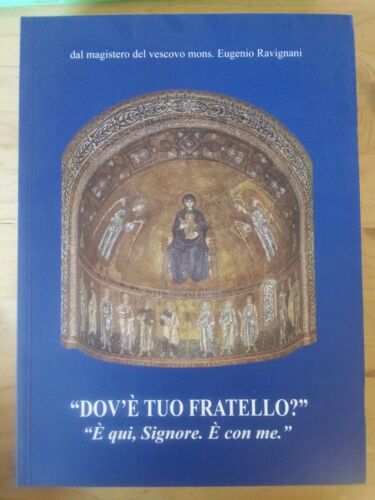 dal magistero del vescovo mons. Eugenio Ravignani
“DOV’È TUO FRATELLO?”
“È qui, Signore. È con me.”